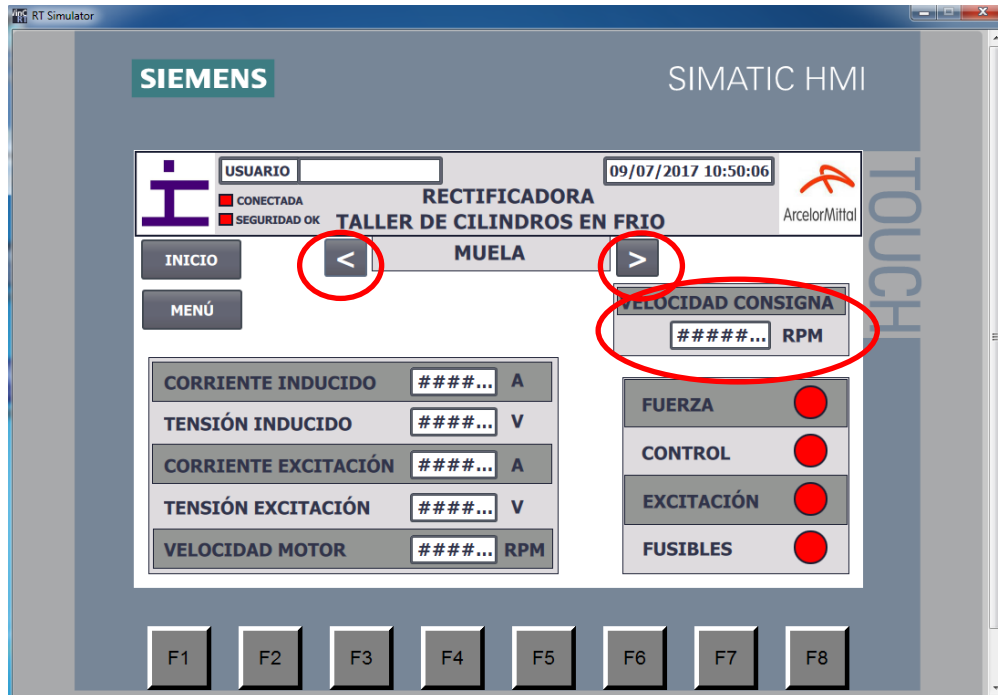 RT Simulator
SIEMENS
SIMATIC HMI
TOUCH
USUARIO
09/07/2017 10:50:06
CONECTADA
SEGURIDAD OK
RECTIFICADORA
TALLER DE CILINDROS EN FRIO
ArcelorMittal
INICIO
<
MUELA
>
MENÚ
VELOCIDAD CONSIGNA
#####... RPM
CORRIENTE INDUCIDO ####... A
TENSIÓN INDUCIDO ####... V
CORRIENTE EXCITACIÓN ####... A
TENSIÓN EXCITACIÓN ####... V
VELOCIDAD MOTOR ####... RPM
FUERZA
CONTROL
EXCITACIÓN
FUSIBLES
F1 F2 F3 F4 F5 F6 F7 F8